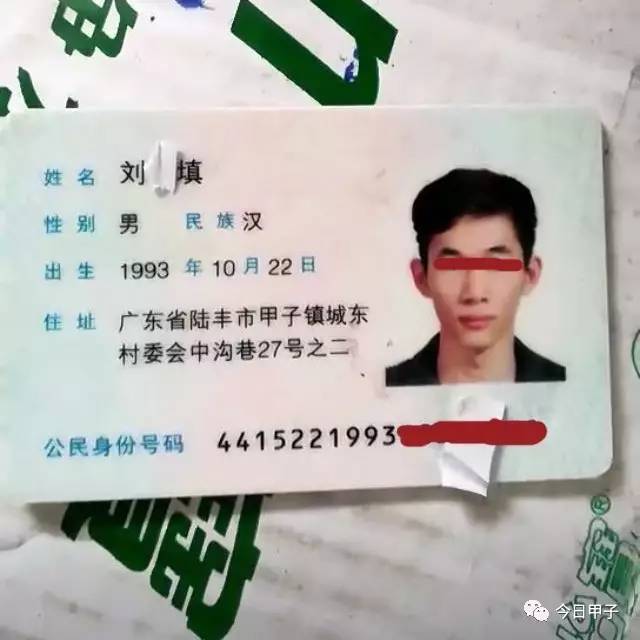 姓名 刘 填
性别 男 民族 汉
出生 1993 年 10 月 22 日
住址 广东省陆丰市甲子镇城东
村委会中沟巷27号之二
公民身份号码 4415221993
今日甲子